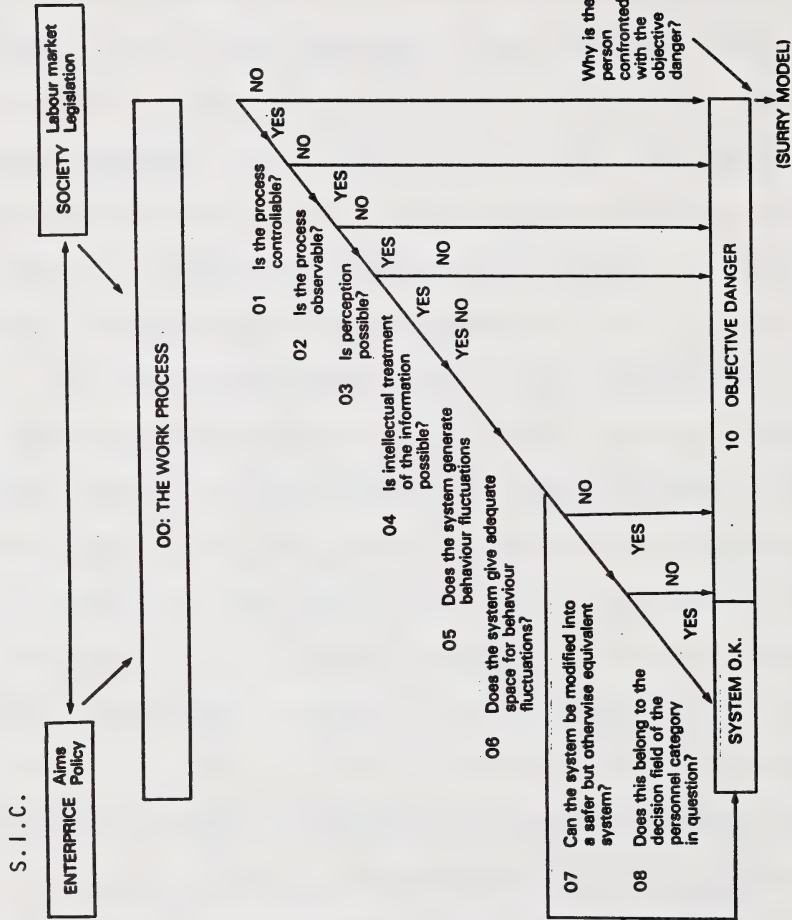 S.I.C.
ENTERPRICE Aims
Policy
SOCIETY Labour market
Legislation
00: THE WORK PROCESS
01 Is the process
controllable?
NO
YES
02 Is the process
observable?
NO
YES
03 Is perception
possible?
NO
YES
04 Is intellectual treatment
of the information
possible?
NO
YES
05 Does the system generate
behaviour fluctuations
YES NO
06 Does the system give adequate
space for behaviour
fluctuations?
07 Can the system be modified into
a safer but otherwise equivalent
system?
NO
YES
08 Does this belong to the
decision field of the
personnel category
in question?
NO
YES
SYSTEM O.K.
10 OBJECTIVE DANGER
Why is the
person
confronted
with the
objective
danger?
(SURRY MODEL)